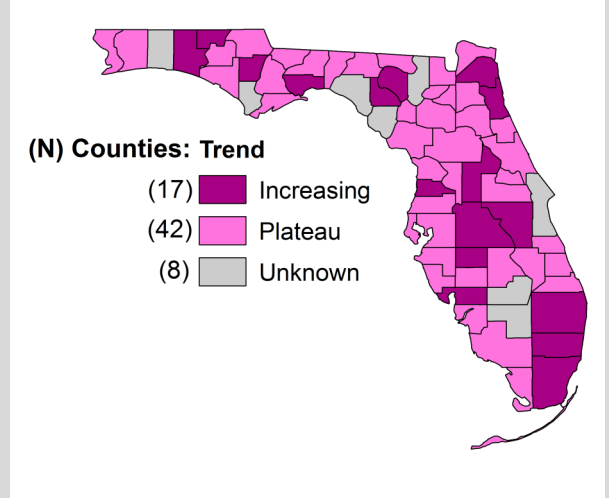 (N) Counties: Trend
(17) Increasing
(42) Plateau
(8) Unknown